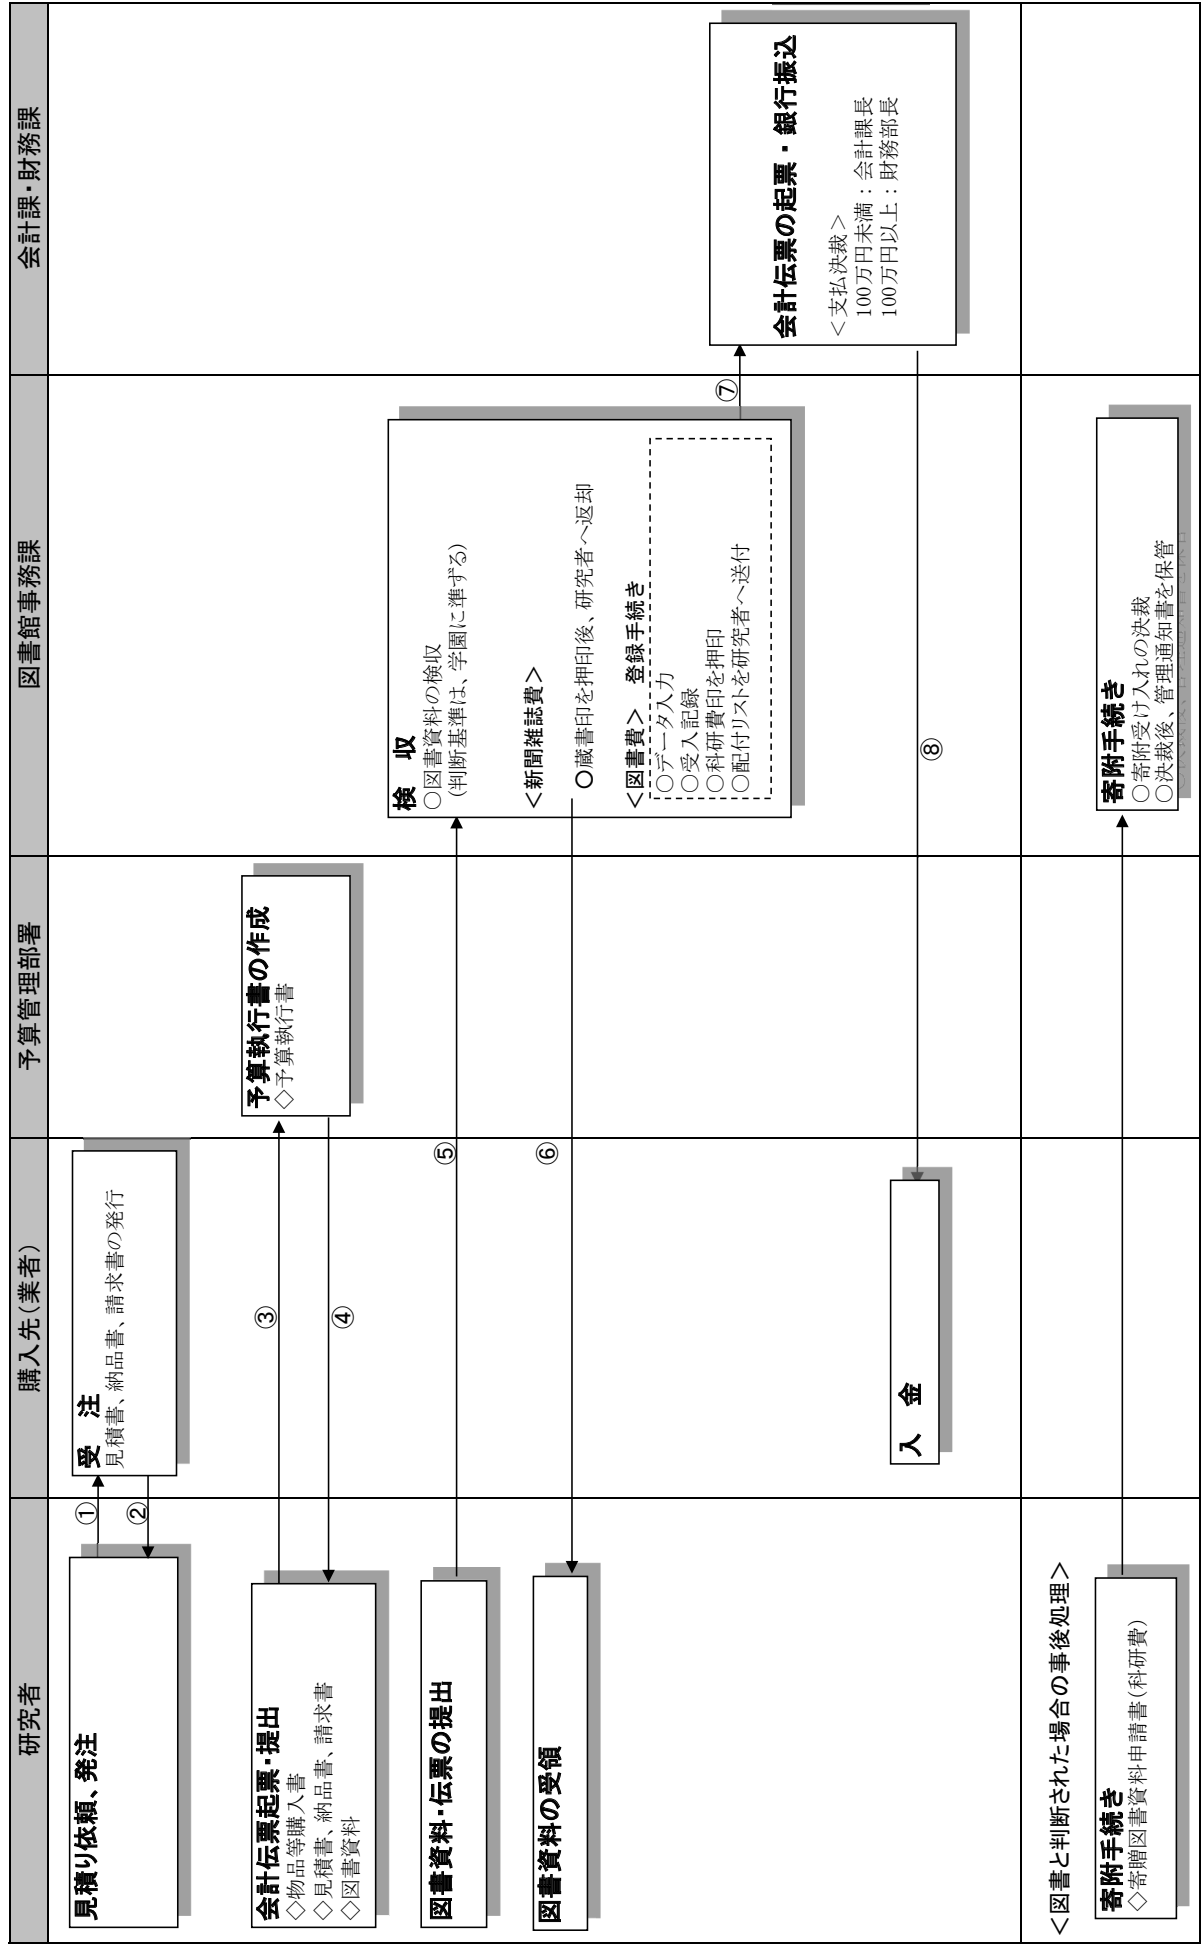 研究者
購入先（業者）
予算管理部署
図書館事務課
会計課・財務課
見積り依頼、発注
①
②
受　注
見積書、納品書、請求書の発行
会計伝票起票・提出
◇物品等購入書
◇見積書、納品書、請求書
◇図書資料
③
④
予算執行書の作成
◇予算執行書
図書資料・伝票の提出
⑤
検　収
○図書資料の検収
（判断基準は、学園に準ずる）
＜新聞雑誌費＞
○蔵書印を押印後、研究者へ返却
＜図書費＞　登録手続き
○データ入力
○受入記録
○科研費印を押印
○配付リストを研究者へ送付
図書資料の受領
⑥
⑦
会計伝票の起票・銀行振込
＜支払決裁＞
100万円未満：会計課長
100万円以上：財務部長
⑧
入　金
＜図書と判断された場合の事後処理＞
寄附手続き
◇寄贈図書資料申請書（科研費）
寄附手続き
○寄附受け入れの決裁
○決裁後、管理通知書を保管